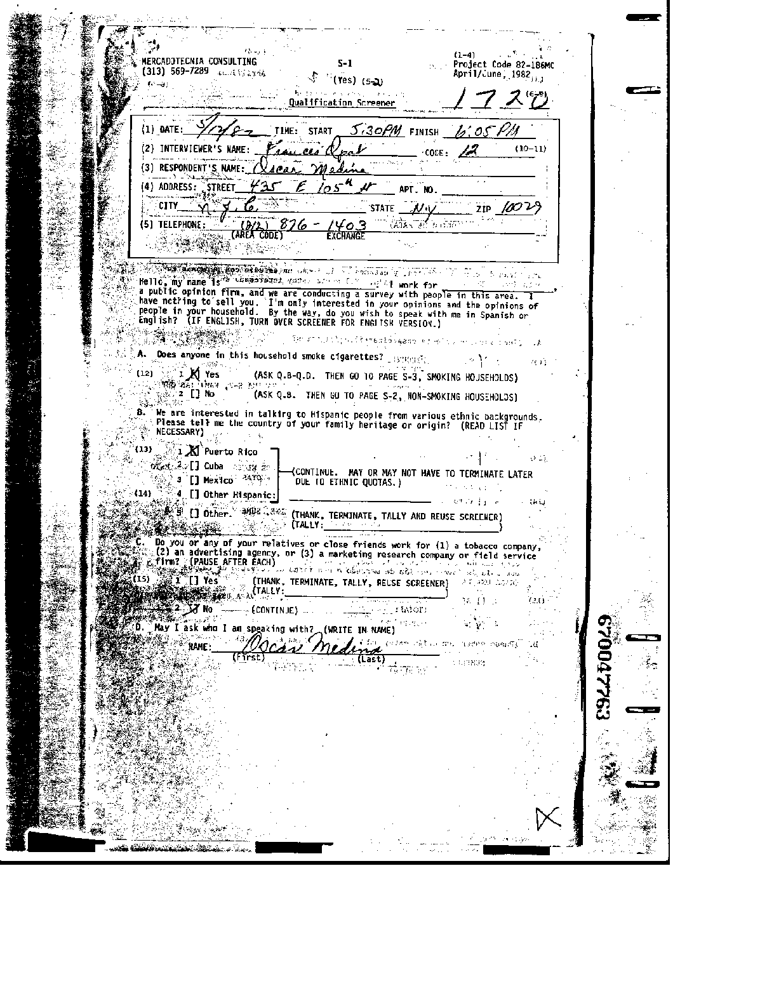 MERCADOTECNIA CONSULTING
(313) 569-7289
S-1
(Yes) (5-2)
(1-4)
Project Code 82-186MC
April/June, 1982
Qualification Screener
1720
(1) DATE: 5/12/82 TIME: START 5:30PM FINISH 6:05 PM
(2) INTERVIEWER'S NAME: Frances CODE: 12 (10-11)
(3) RESPONDENT'S NAME: Oscar Medina
(4) ADDRESS: STREET 435 E 105th st APT. NO.
CITY N.Y.C. STATE N.Y ZIP 10029
(5) TELEPHONE: (212) 876 - 1403
(AREA CODE) EXCHANGE
Hello, my name is I work for
a public opinion firm, and we are conducting a survey with people in this area. I
have nothing to sell you. I'm only interested in your opinions and the opinions of
people in your household. By the way, do you wish to speak with me in Spanish or
English? (IF ENGLISH, TURN OVER SCREENER FOR ENGLISH VERSION.)
A. Does anyone in this household smoke cigarettes?
(12) 1 [X] Yes (ASK Q.B-Q.D. THEN GO TO PAGE S-3, SMOKING HOUSEHOLDS)
2 [] No (ASK Q.B. THEN GO TO PAGE S-2, NON-SMOKING HOUSEHOLDS)
B. We are interested in talking to Hispanic people from various ethnic backgrounds.
Please tell me the country of your family heritage or origin? (READ LIST IF
NECESSARY)
(13) 1 [X] Puerto Rico
2 [] Cuba
(CONTINUE. MAY OR MAY NOT HAVE TO TERMINATE LATER
3 [] Mexico
DUE TO ETHNIC QUOTAS.)
(14) 4 [] Other Hispanic:
5 [] Other. (THANK, TERMINATE, TALLY AND REUSE SCREENER)
(TALLY: )
C. Do you or any of your relatives or close friends work for (1) a tobacco company,
(2) an advertising agency, or (3) a marketing research company or field service
firm? (PAUSE AFTER EACH)
(15) 1 [] Yes (THANK, TERMINATE, TALLY, REUSE SCREENER)
(TALLY: )
2 [X] No (CONTINUE)
D. May I ask who I am speaking with? (WRITE IN NAME)
NAME: Oscar Medina
(First) (Last)
670047763